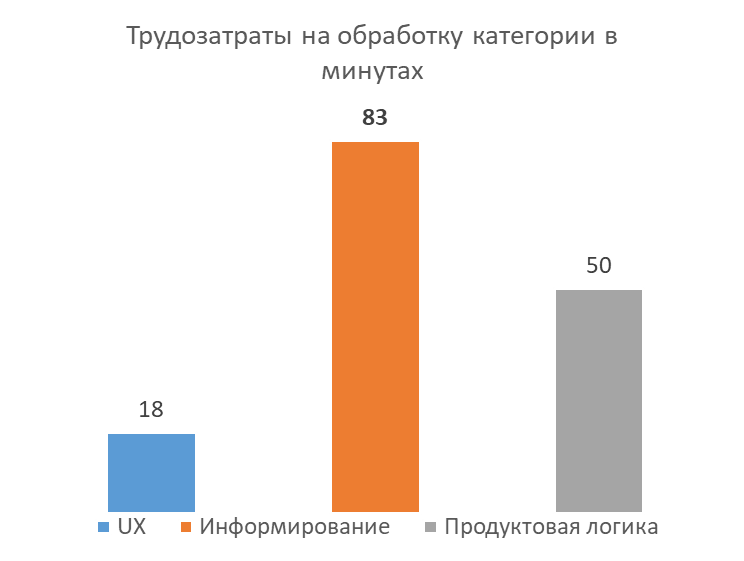 Трудозатраты на обработку категории в
минутах
83
50
18
UX Информирование Продуктовая логика